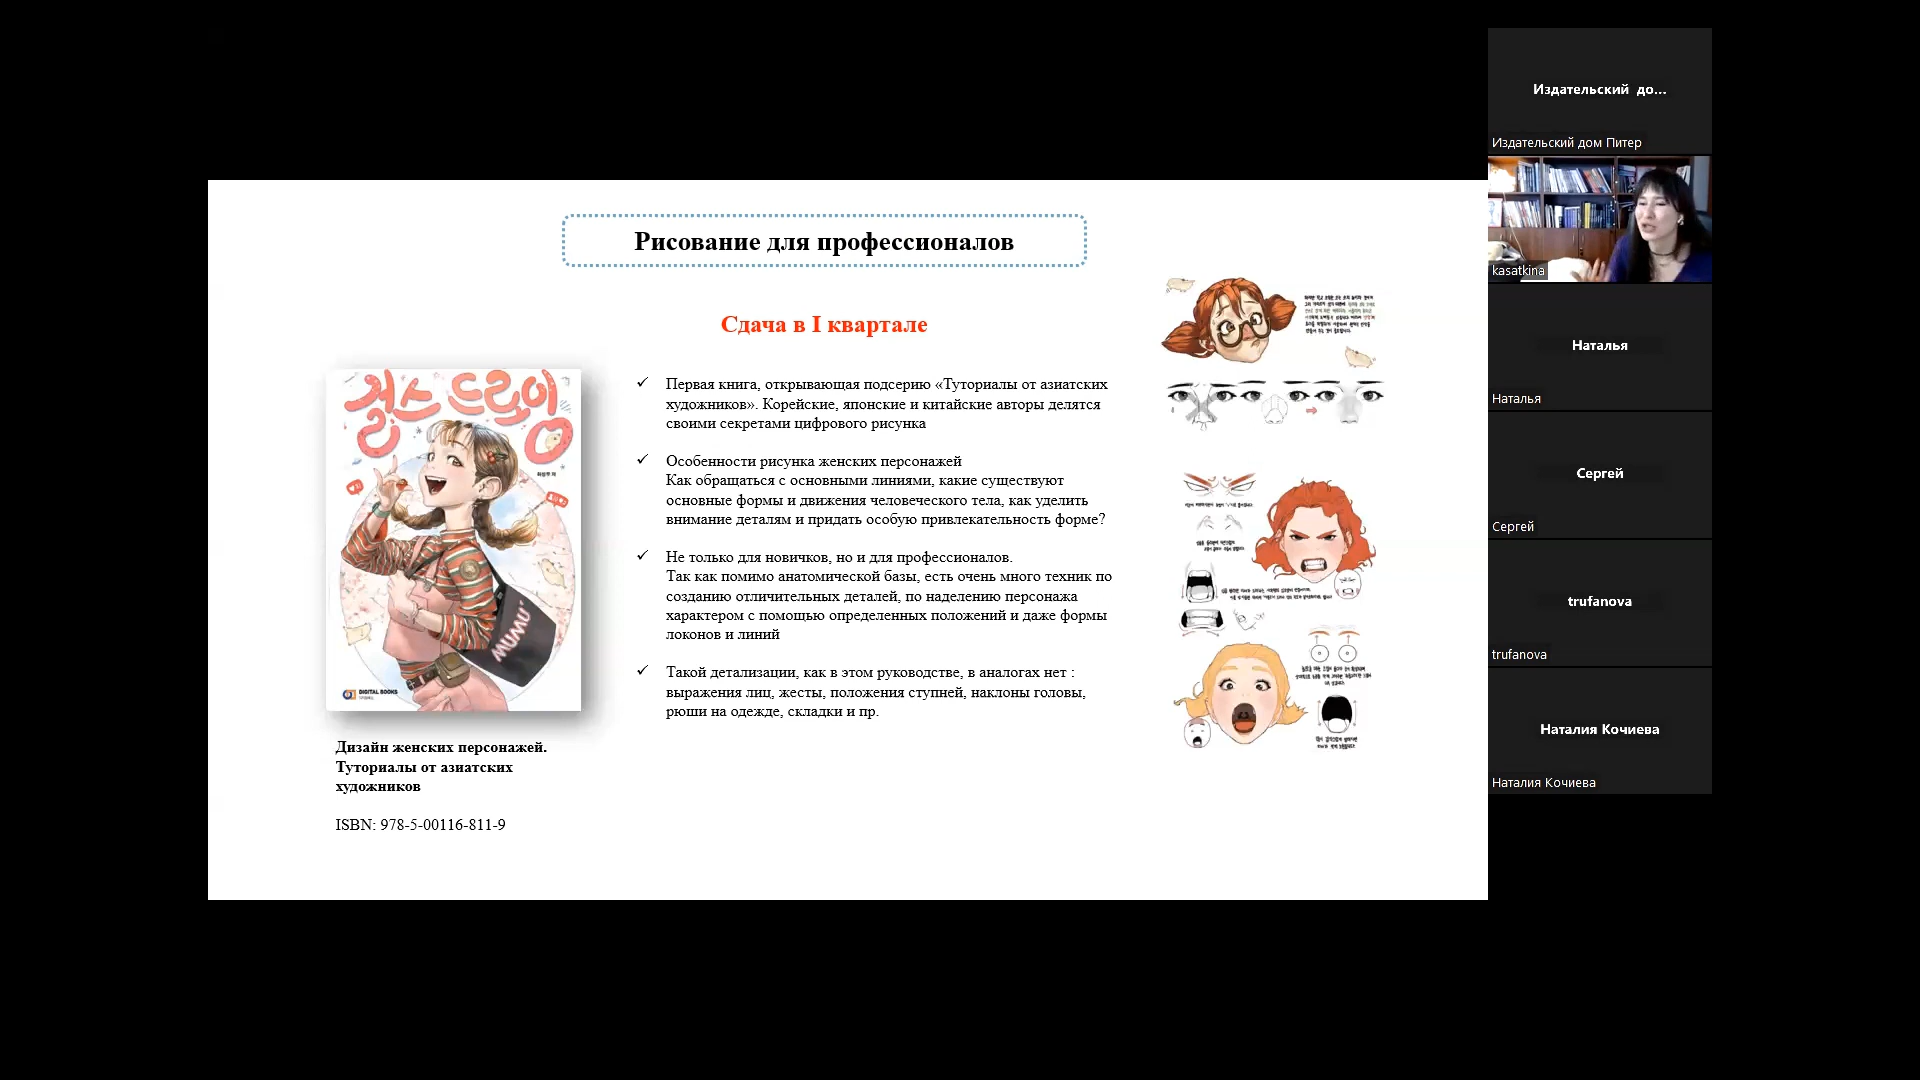 Рисование для профессионалов
Сдача в I квартале
걸스 드로잉
MUMU
DIGITAL BOOKS
Дизайн женских персонажей.
Туториалы от азиатских
художников
ISBN: 978-5-00116-811-9
Первая книга, открывающая подсерию «Туториалы от азиатских
художников». Корейские, японские и китайские авторы делятся
своими секретами цифрового рисунка
Особенности рисунка женских персонажей
Как обращаться с основными линиями, какие существуют
основные формы и движения человеческого тела, как уделить
внимание деталям и придать особую привлекательность форме?
Не только для новичков, но и для профессионалов.
Так как помимо анатомической базы, есть очень много техник по
созданию отличительных деталей, по наделению персонажа
характером с помощью определенных положений и даже формы
локонов и линий
Такой детализации, как в этом руководстве, в аналогах нет :
выражения лиц, жесты, положения ступней, наклоны головы,
рюши на одежде, складки и пр.
Издательский до...
Издательский дом Питер
kasatkina
Наталья
Наталья
Сергей
Сергей
trufanova
trufanova
Наталия Кочиева
Наталия Кочиева